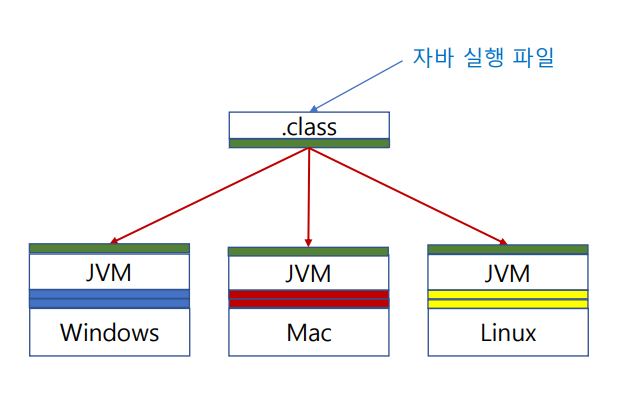 자바 실행 파일
.class
JVM
JVM
JVM
Windows
Mac
Linux